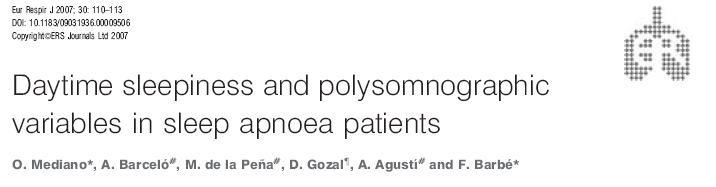 Eur Respir J 2007; 30: 110–113
DOI: 10.1183/09031936.00009506
Copyright©ERS Journals Ltd 2007
Daytime sleepiness and polysomnographic
variables in sleep apnoea patients
O. Mediano*, A. Barceló#, M. de la Peña#, D. Gozal¶, A. Agustí# and F. Barbé*